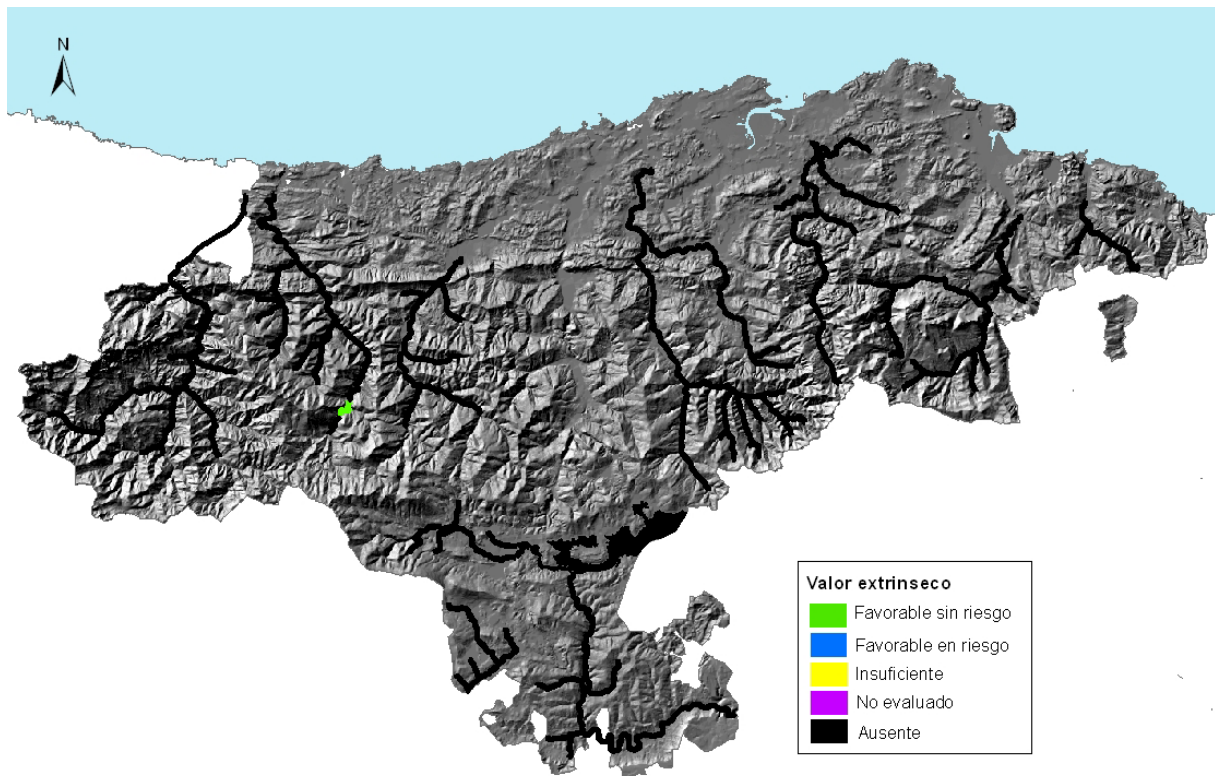 N
Valor extrinseco
Favorable sin riesgo
Favorable en riesgo
Insuficiente
No evaluado
Ausente